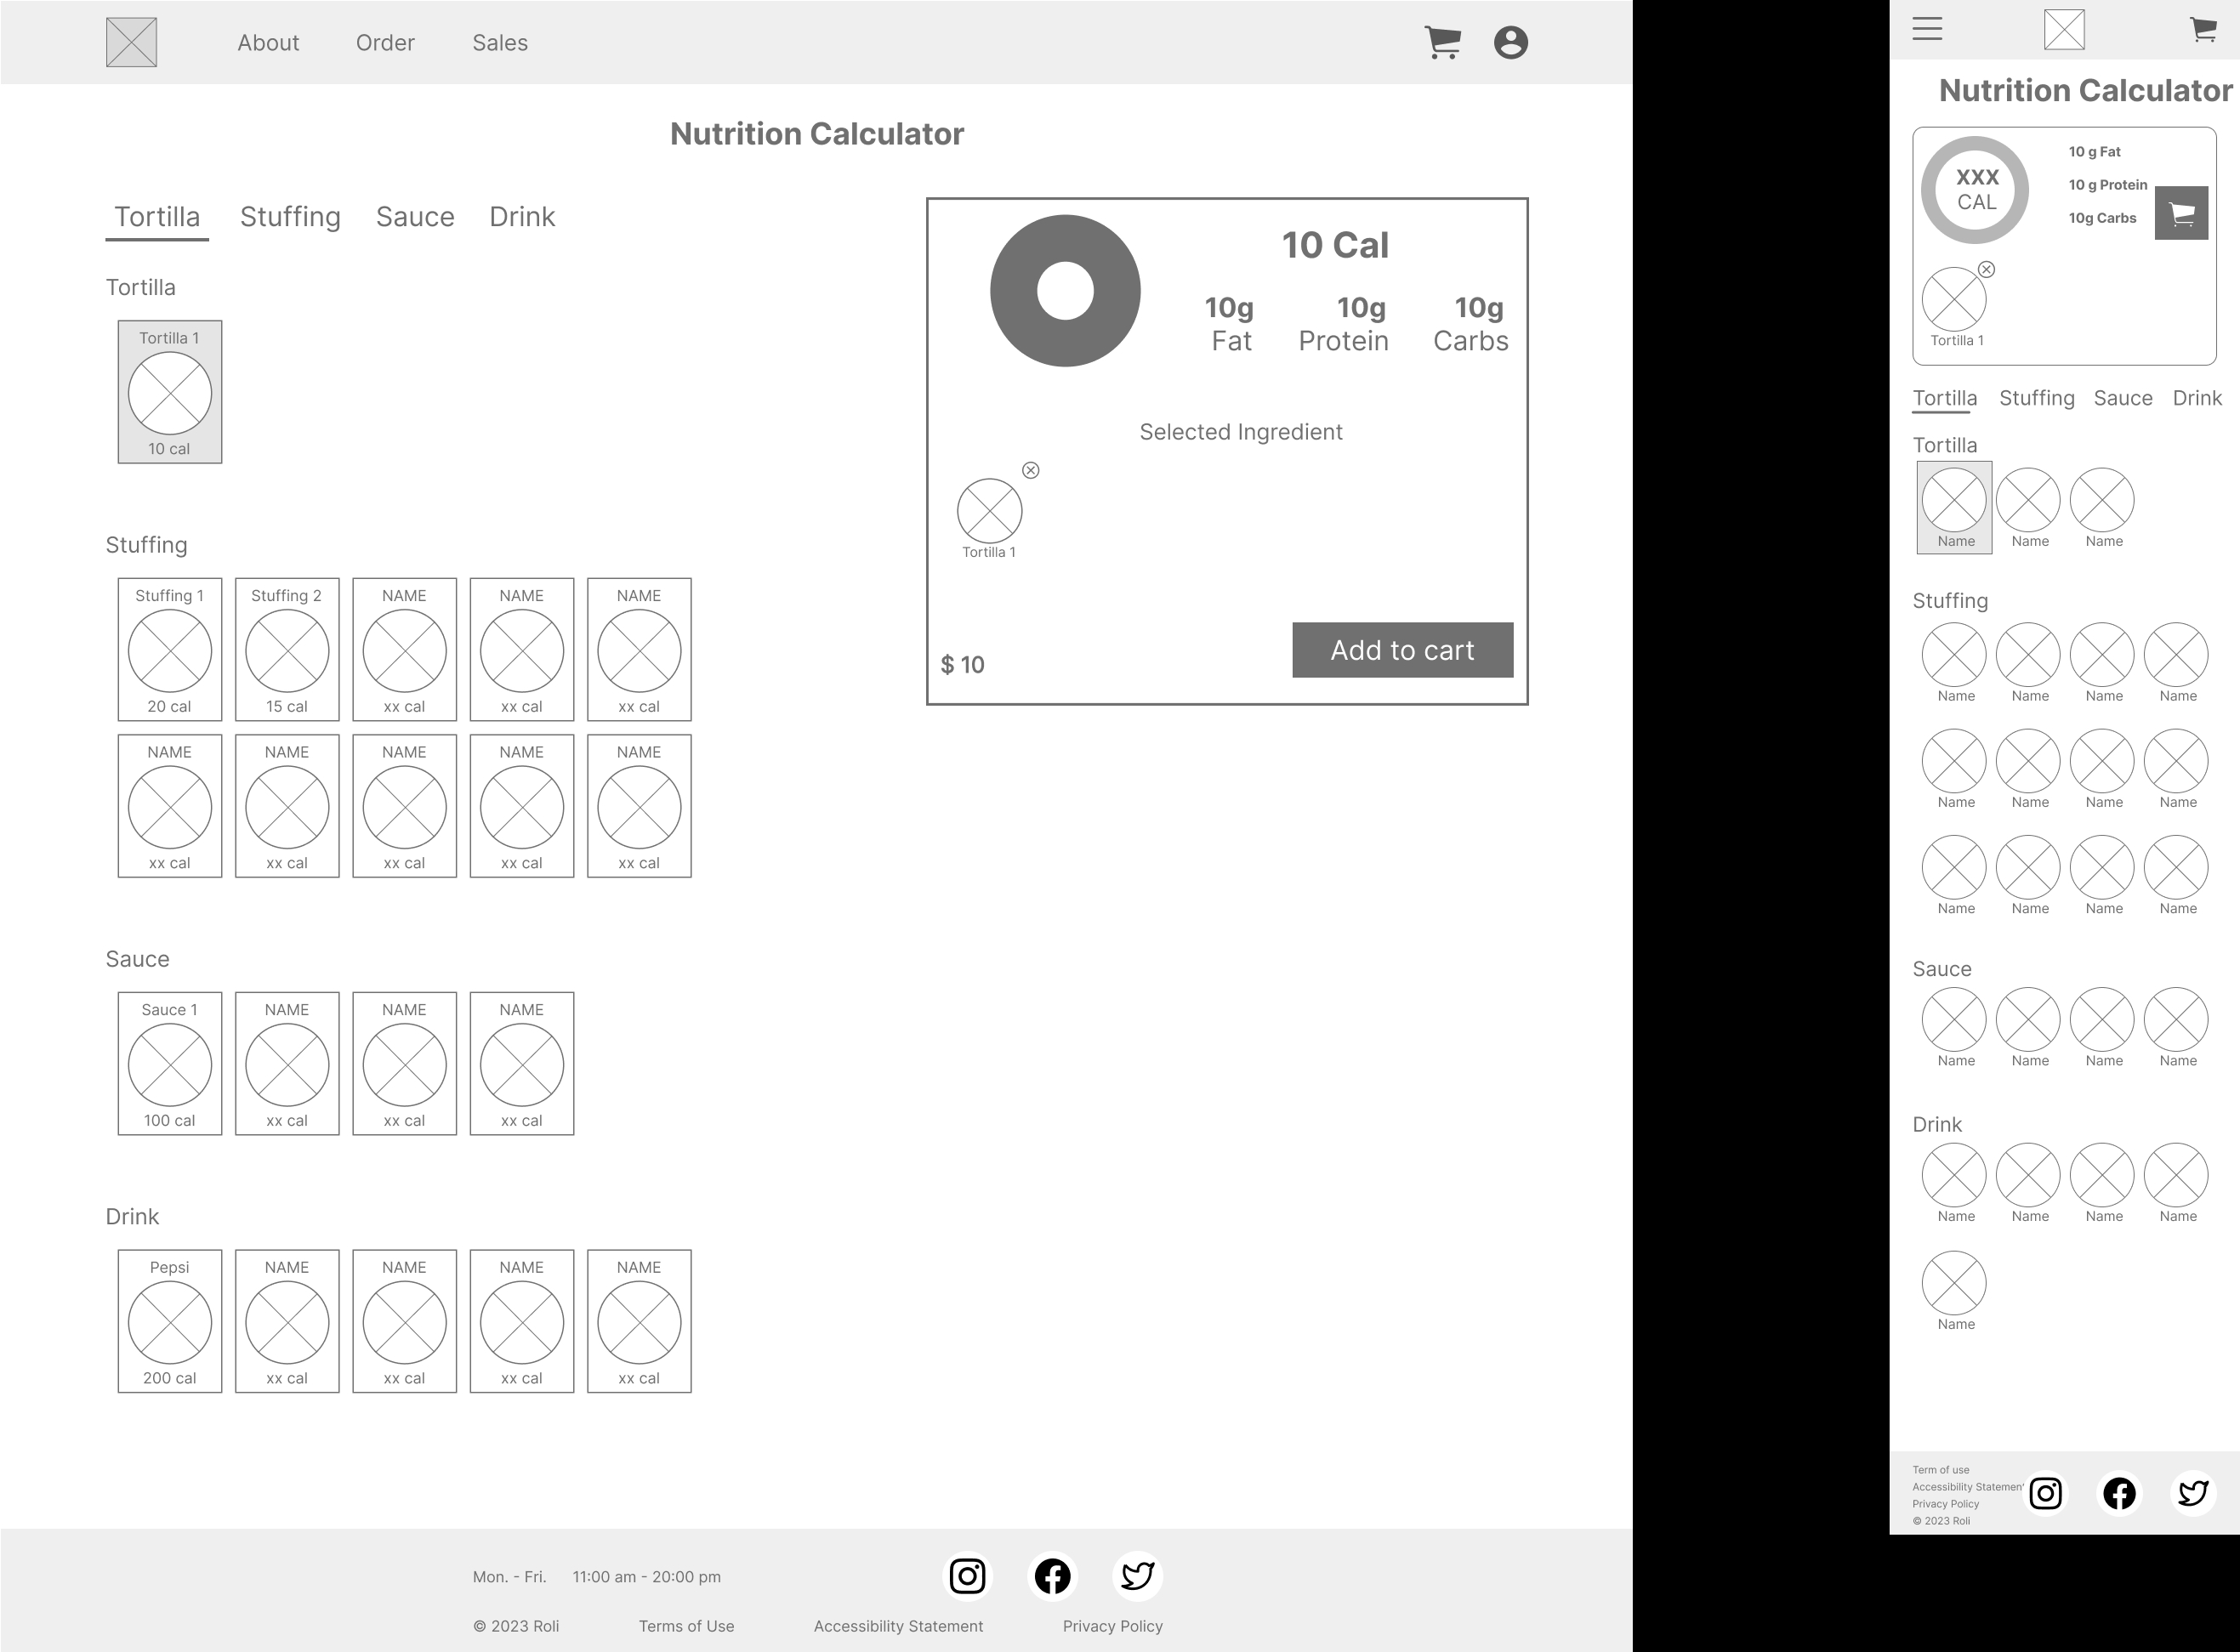 About Order Sales
Nutrition Calculator
Tortilla Stuffing Sauce Drink
Tortilla
Tortilla 1
10 cal
Stuffing
Stuffing 1 Stuffing 2 NAME NAME NAME
20 cal 15 cal xx cal xx cal xx cal
NAME NAME NAME NAME NAME
xx cal xx cal xx cal xx cal xx cal
Sauce
Sauce 1 NAME NAME NAME
100 cal xx cal xx cal xx cal
Drink
Pepsi NAME NAME NAME NAME
200 cal xx cal xx cal xx cal xx cal
10 Cal
10g 10g 10g
Fat Protein Carbs
Selected Ingredient
Tortilla 1
$ 10
Add to cart
Mon. - Fri. 11:00 am - 20:00 pm
© 2023 Roli Terms of Use Accessibility Statement Privacy Policy
Nutrition Calculator
XXX
CAL
10 g Fat
10 g Protein
10g Carbs
Tortilla 1
Tortilla Stuffing Sauce Drink
Tortilla
Name Name Name
Stuffing
Name Name Name Name
Name Name Name Name
Name Name Name Name
Sauce
Name Name Name Name
Drink
Name Name Name Name
Name
Term of use
Accessibility Statement
Privacy Policy
© 2023 Roli